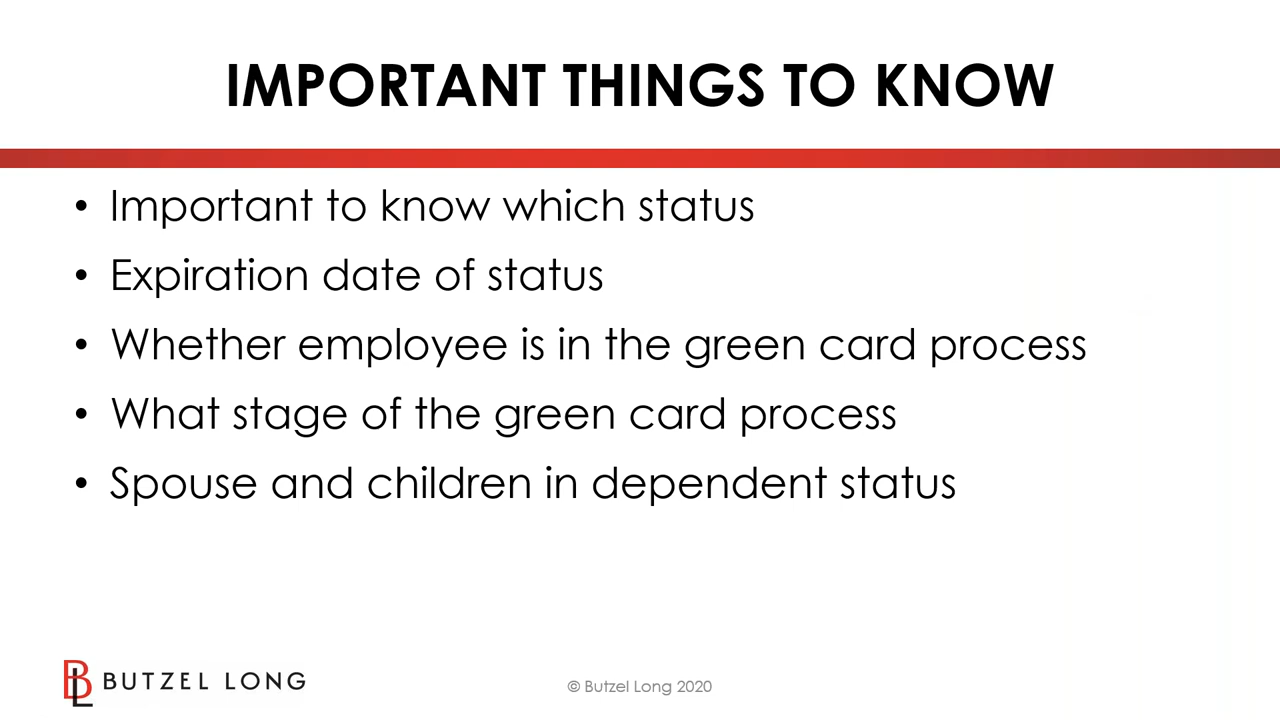 IMPORTANT THINGS TO KNOW
• Important to know which status
• Expiration date of status
• Whether employee is in the green card process
• What stage of the green card process
• Spouse and children in dependent status
BL BUTZEL LONG
© Butzel Long 2020